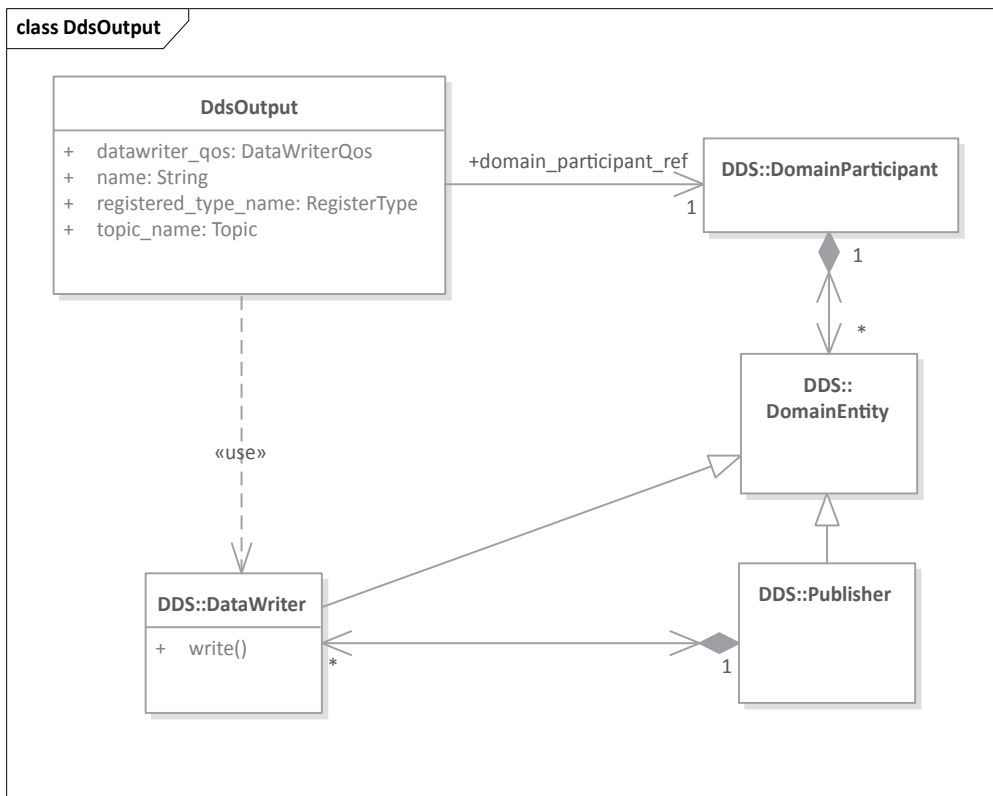 class DdsOutput
DdsOutput
+ datawriter_qos: DataWriterQos
+ name: String
+ registered_type_name: RegisterType
+ topic_name: Topic
+domain_participant_ref
1
DDS::DomainParticipant
1
*
DDS::
DomainEntity
«use»
DDS::DataWriter
+ write()
*
1
DDS::Publisher